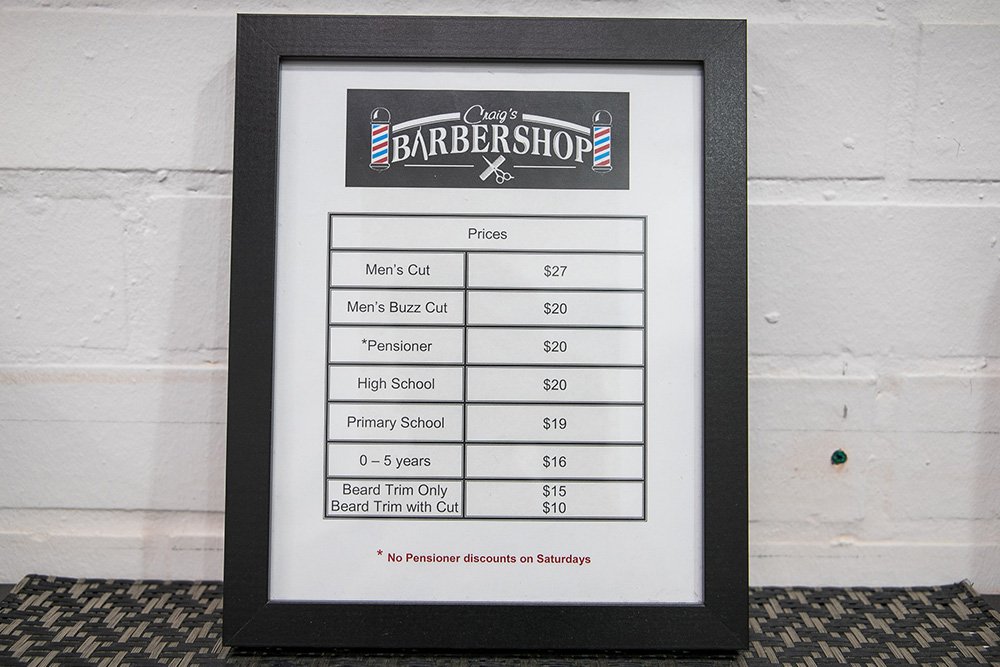 Craig's
BARBERSHOP
Prices
Men's Cut $27
Men's Buzz Cut $20
*Pensioner $20
High School $20
Primary School $19
0 – 5 years $16
Beard Trim Only $15
Beard Trim with Cut $10
* No Pensioner discounts on Saturdays